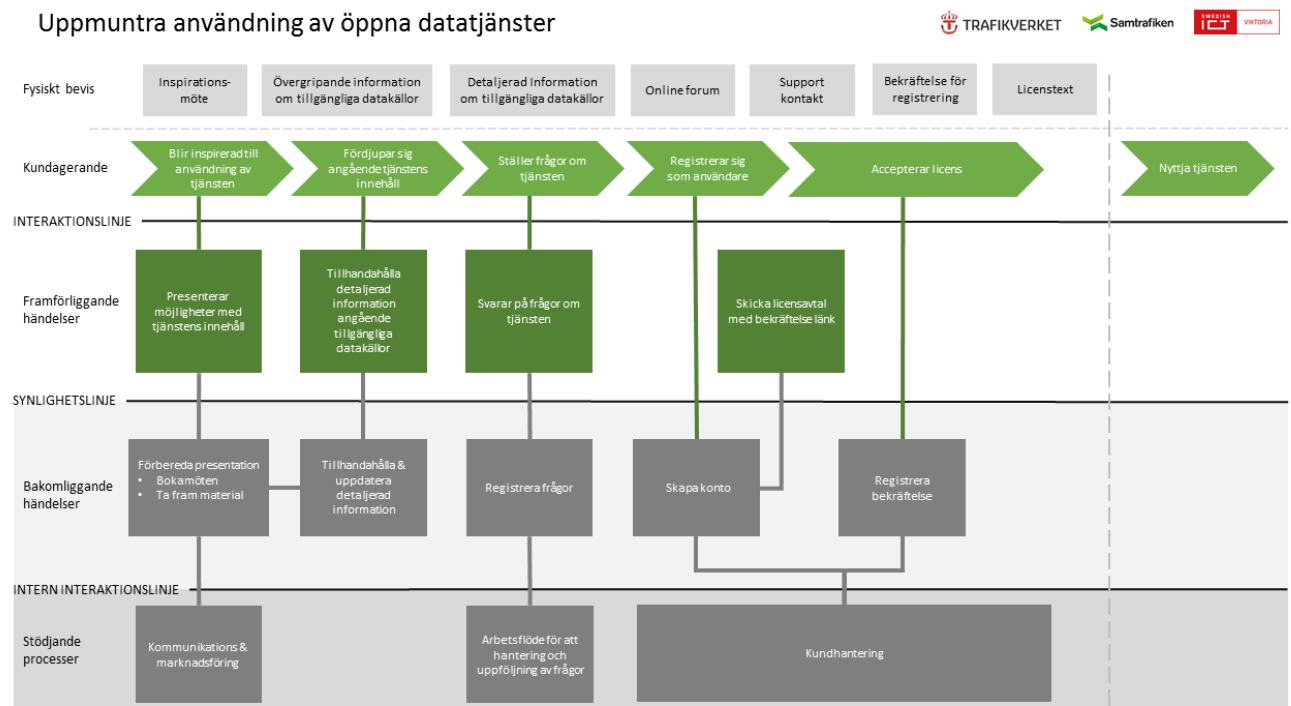 Uppmuntra användning av öppna datatjänster
TRAFIKVERKET
Samtrafiken
SWEDISH
ICT
VIKTORIA
Fysiskt bevis
Inspirations-
möte
Övergripande information
om tillgängliga datakällor
Detaljerad Information
om tillgängliga datakällor
Online forum
Support
kontakt
Bekräftelse för
registrering
Licenstext
Kundagerande
Blir inspirerad till
användning av
tjänsten
Fördjupar sig
angående tjänstens
innehåll
Ställer frågor om
tjänsten
Registrerar sig
som användare
Accepterar licens
Nyttja tjänsten
INTERAKTIONSLINJE
Framförliggande
händelser
Presenterar
möjligheter med
tjänstens innehåll
Tillhandahålla
detaljerad
information
angående
tillgängliga
datakällor
Svarar på frågor om
tjänsten
Skicka licensavtal
med bekräftelse länk
SYNLIGHETSLINJE
Bakomliggande
händelser
Förbereda presentation
• Boka möten
• Ta fram material
Tillhandahålla &
uppdatera
detaljerad
information
Registrera frågor
Skapa konto
Registrera
bekräftelse
INTERN INTERAKTIONSLINJE
Stödjande
processer
Kommunikations &
marknadsföring
Arbetsflöde för att
hantering och
uppföljning av frågor
Kundhantering